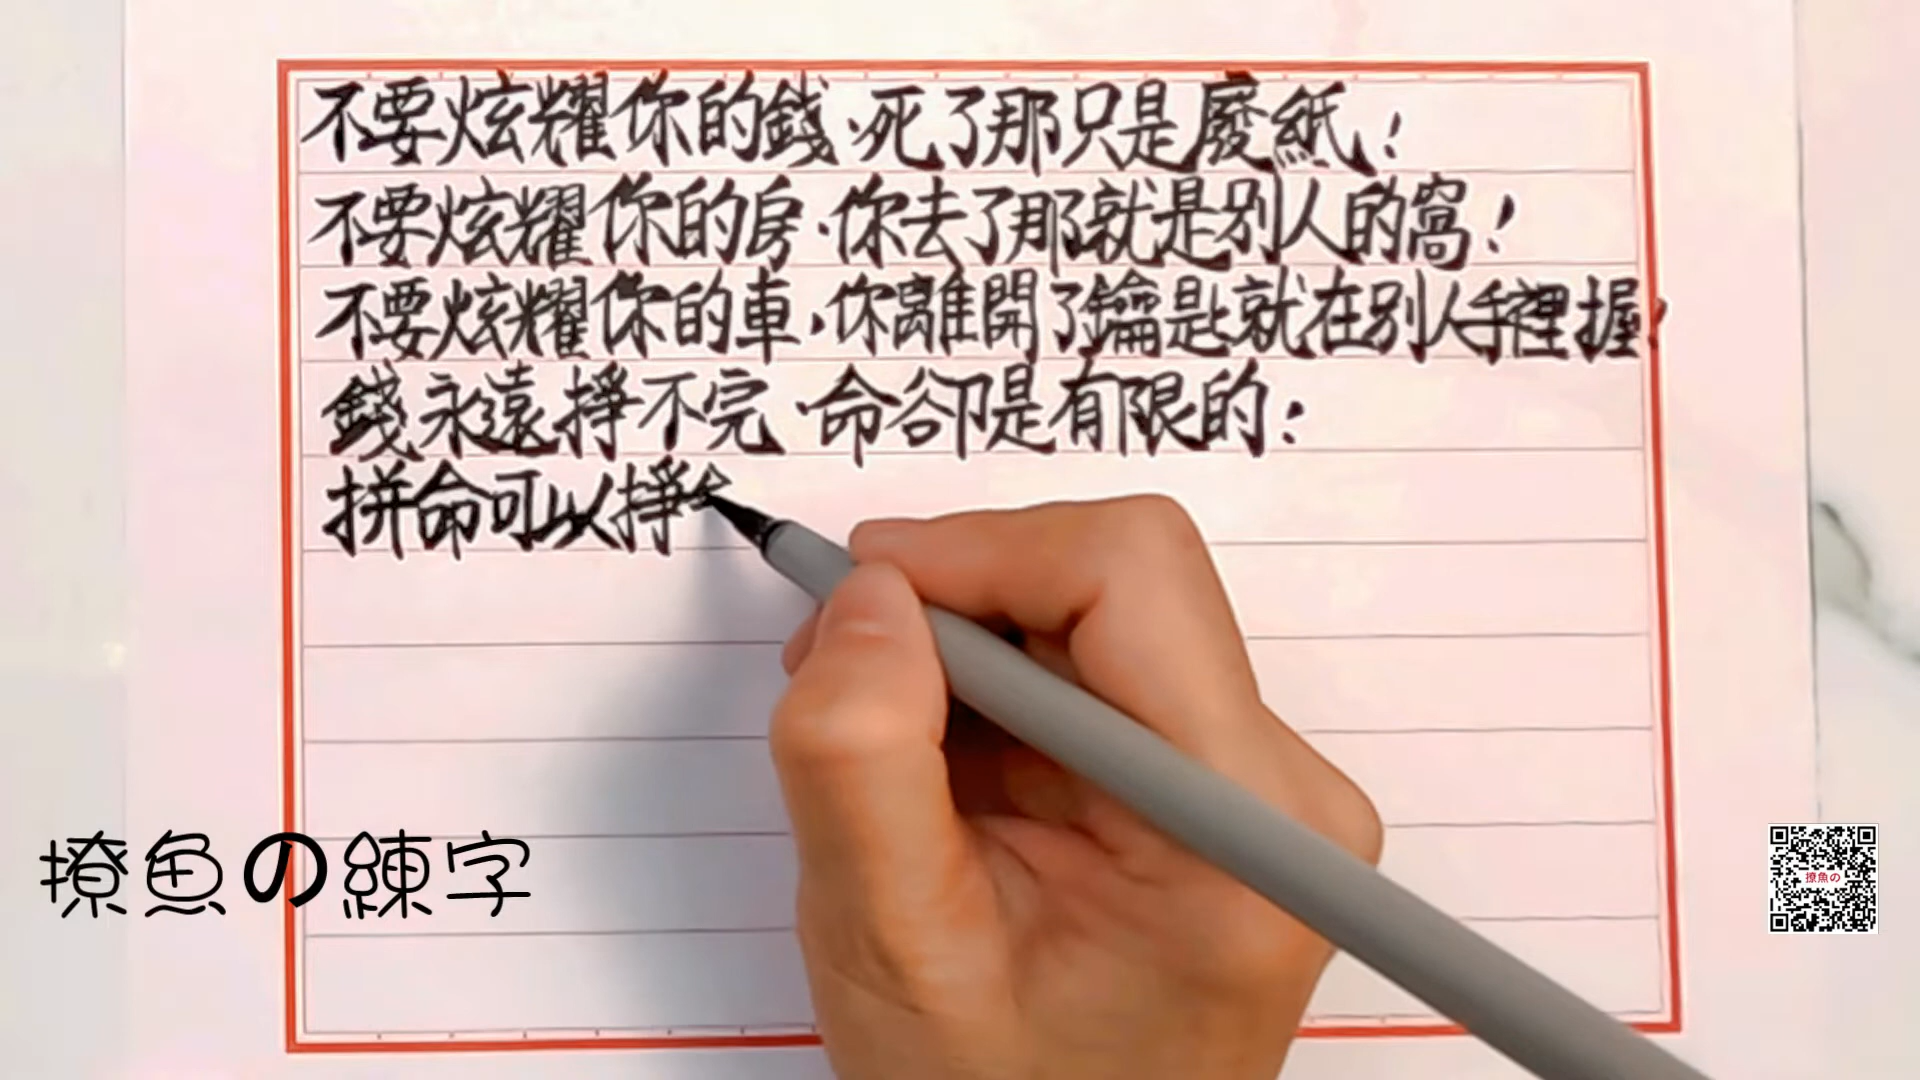 不要炫耀你的錢，死了那只是廢紙！
不要炫耀你的房，你去了那就是別人的窩！
不要炫耀你的車，你離開了鑰匙就在別人手裡握！
錢永遠掙不完，命卻是有限的：
拼命可以掙
撩魚の練字
撩魚の